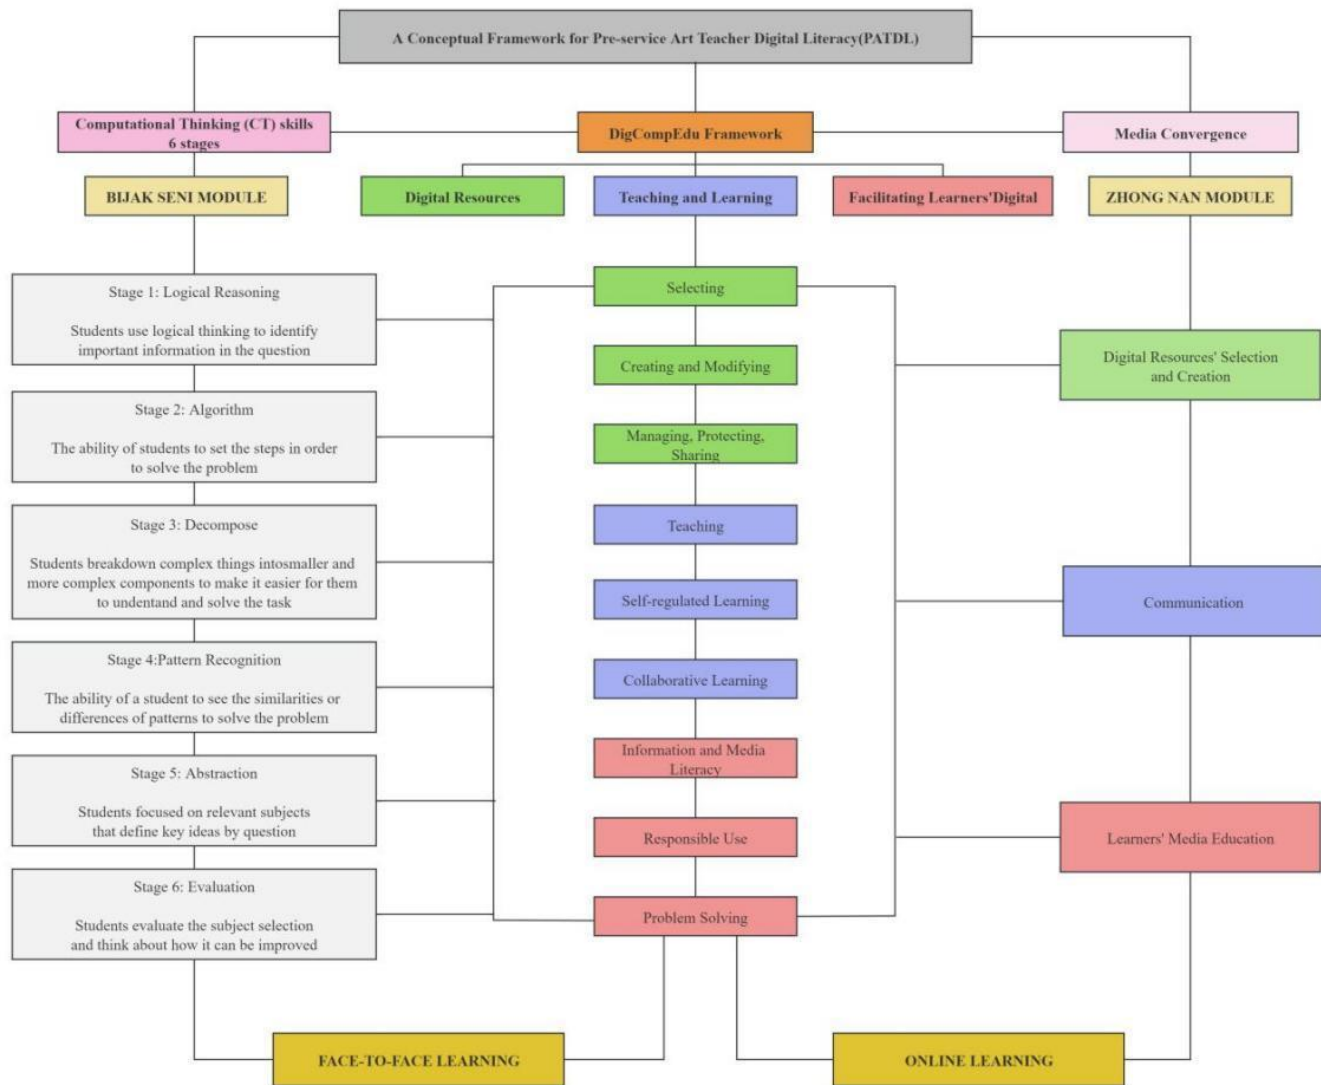 A Conceptual Framework for Pre-service Art Teacher Digital Literacy(PATDL)
Computational Thinking (CT) skills
6 stages
DigCompEdu Framework
Media Convergence
BIJAK SENI MODULE
Digital Resources
Teaching and Learning
Facilitating Learners'Digital
ZHONG NAN MODULE
Stage 1: Logical Reasoning
Students use logical thinking to identify
important information in the question
Stage 2: Algorithm
The ability of students to set the steps in order
to solve the problem
Stage 3: Decompose
Students breakdown complex things intosmaller and
more complex components to make it easier for them
to undentand and solve the task
Stage 4:Pattern Recognition
The ability of a student to see the similarities or
differences of patterns to solve the problem
Stage 5: Abstraction
Students focused on relevant subjects
that define key ideas by question
Stage 6: Evaluation
Students evaluate the subject selection
and think about how it can be improved
Selecting
Creating and Modifying
Managing, Protecting,
Sharing
Teaching
Self-regulated Learning
Collaborative Learning
Information and Media
Literacy
Responsible Use
Problem Solving
Digital Resources' Selection
and Creation
Communication
Learners' Media Education
FACE-TO-FACE LEARNING
ONLINE LEARNING